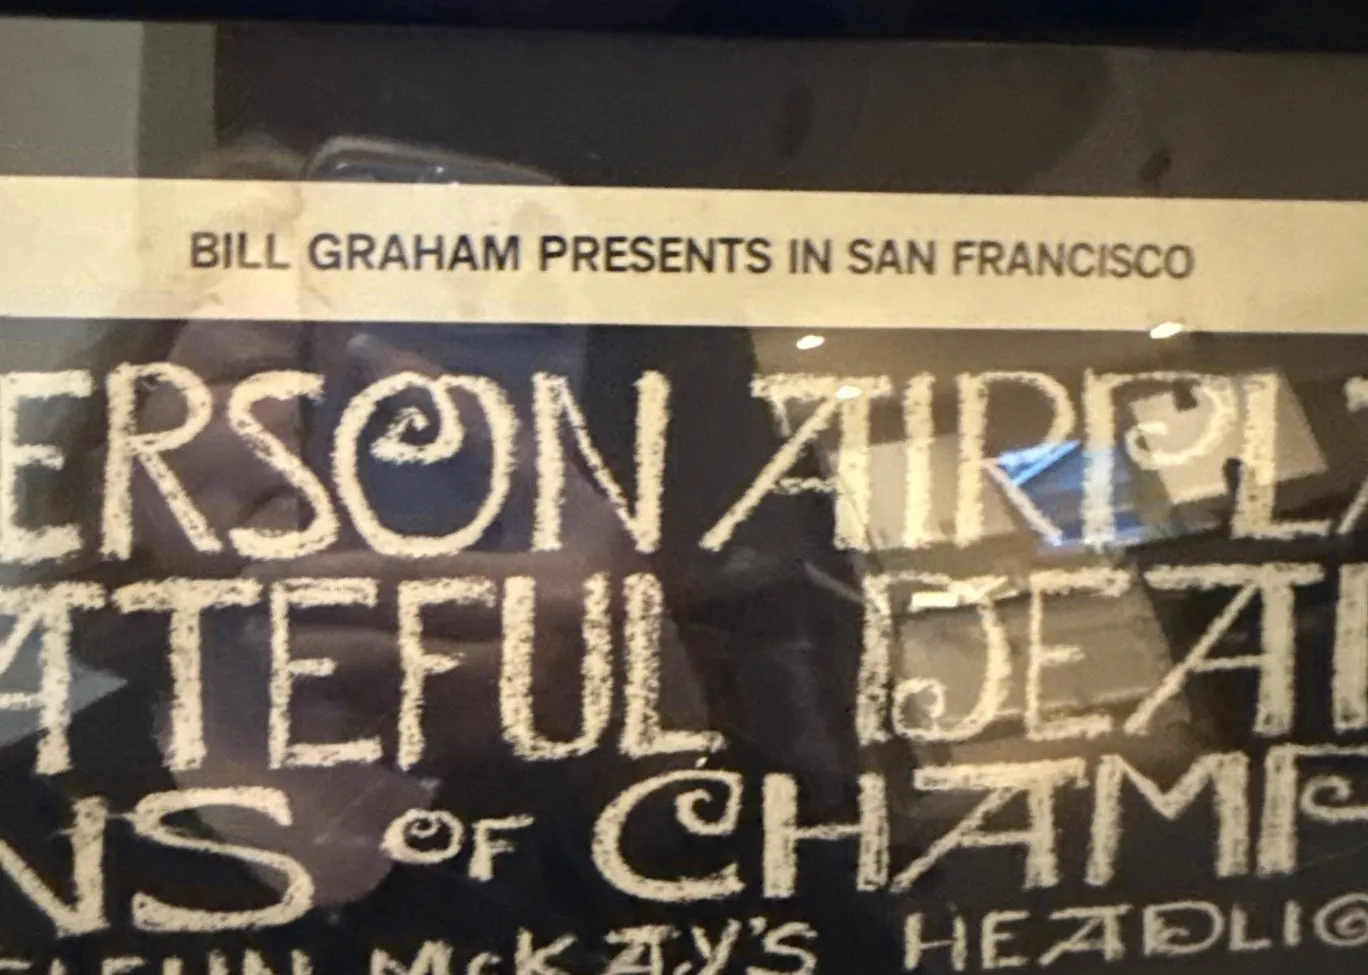 BILL GRAHAM PRESENTS IN SAN FRANCISCO
ERSON AIRPL
ATEFUL DEA
NS OF CHAMP
McKAY'S HEADLIG